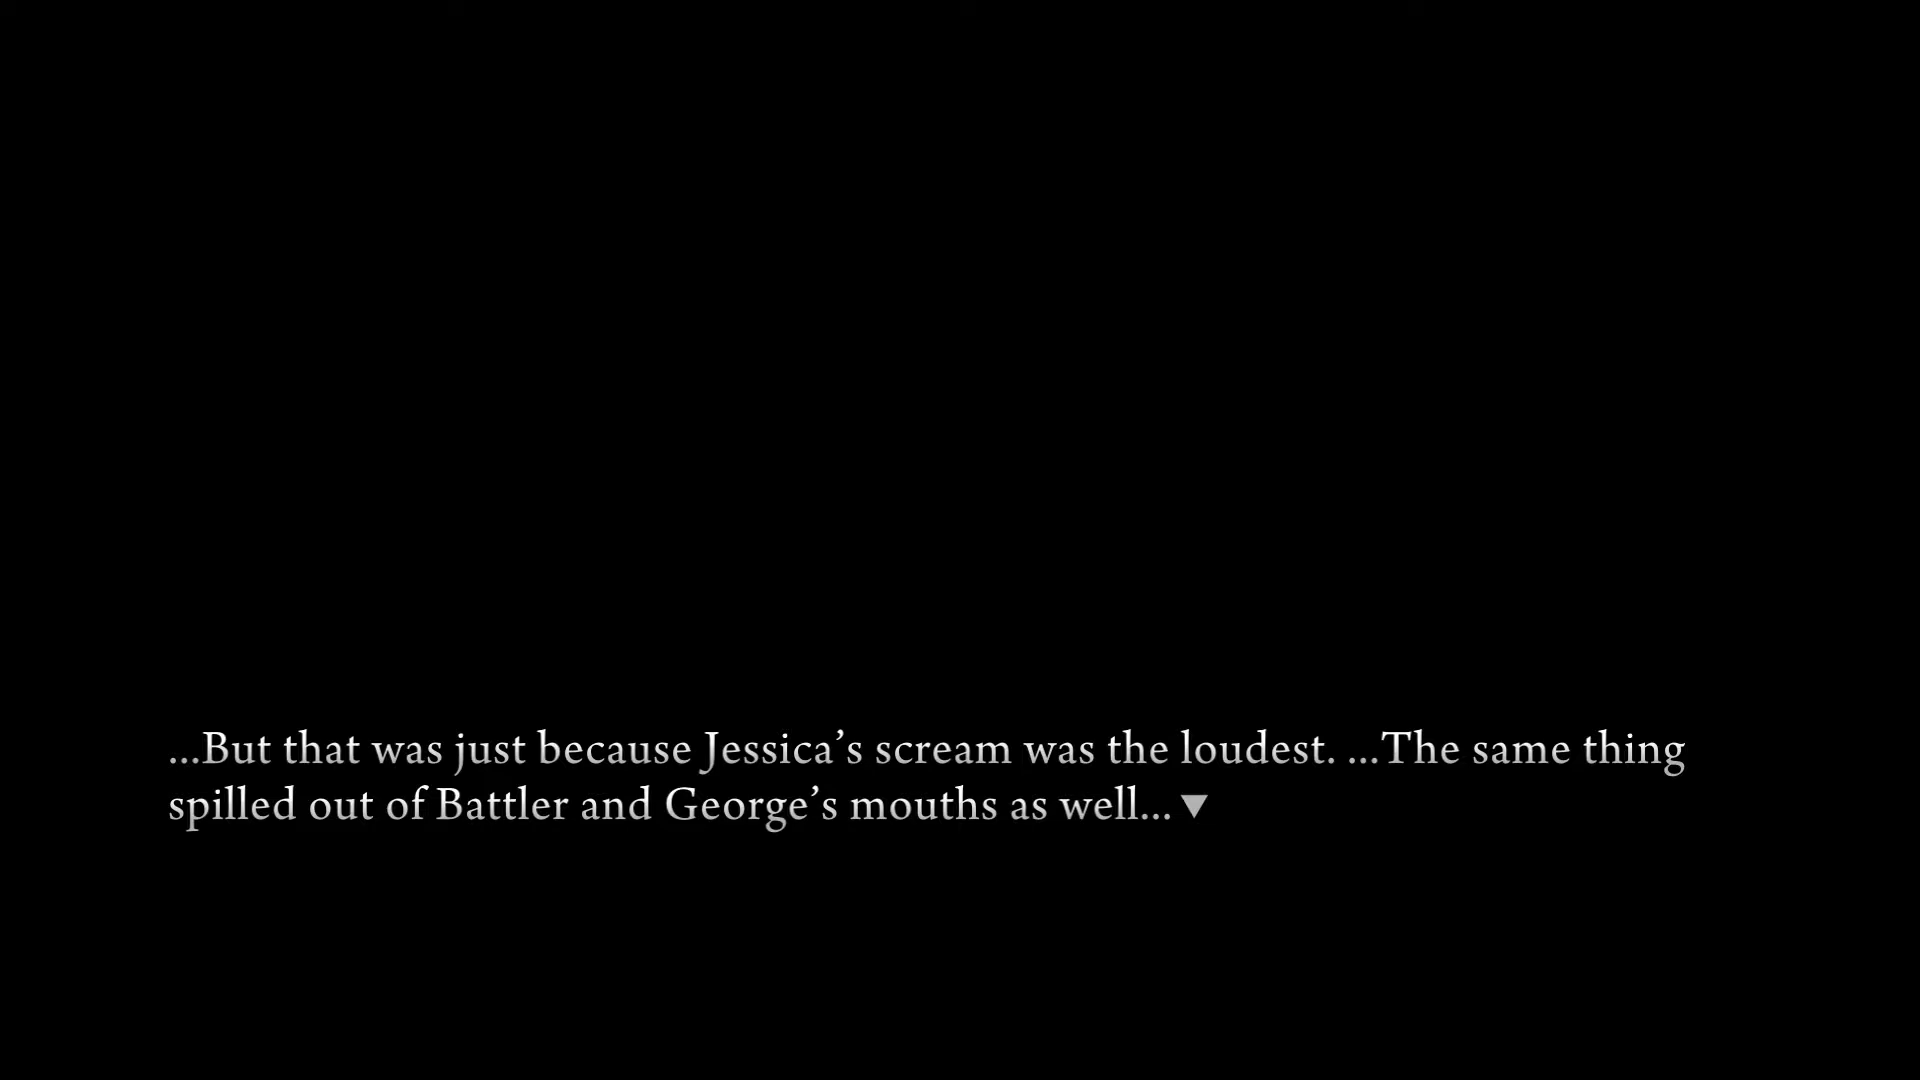 ...But that was just because Jessica’s scream was the loudest. ...The same thing
spilled out of Battler and George’s mouths as well...